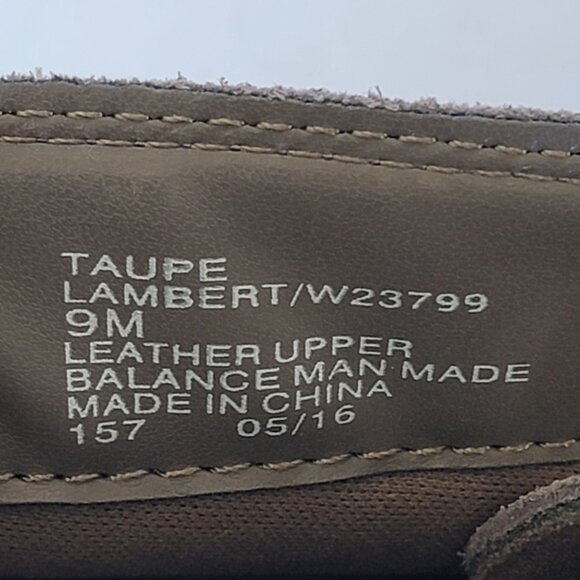 TAUPE
LAMBERT/W23799
9M
LEATHER UPPER
BALANCE MAN MADE
MADE IN CHINA
157 05/16